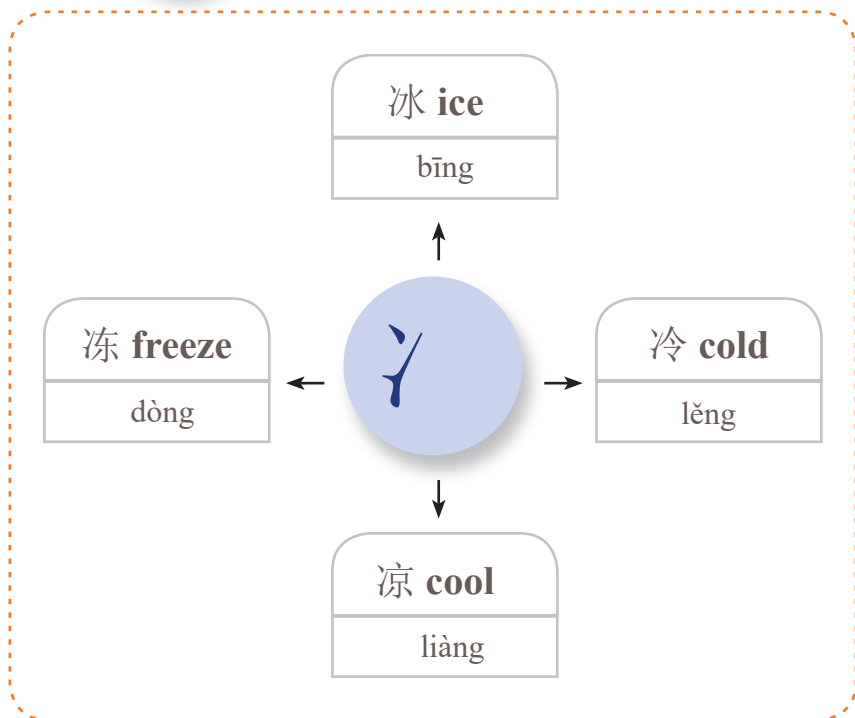 冰 ice
bīng
冻 freeze
dòng
冫
冷 cold
lěng
凉 cool
liàng